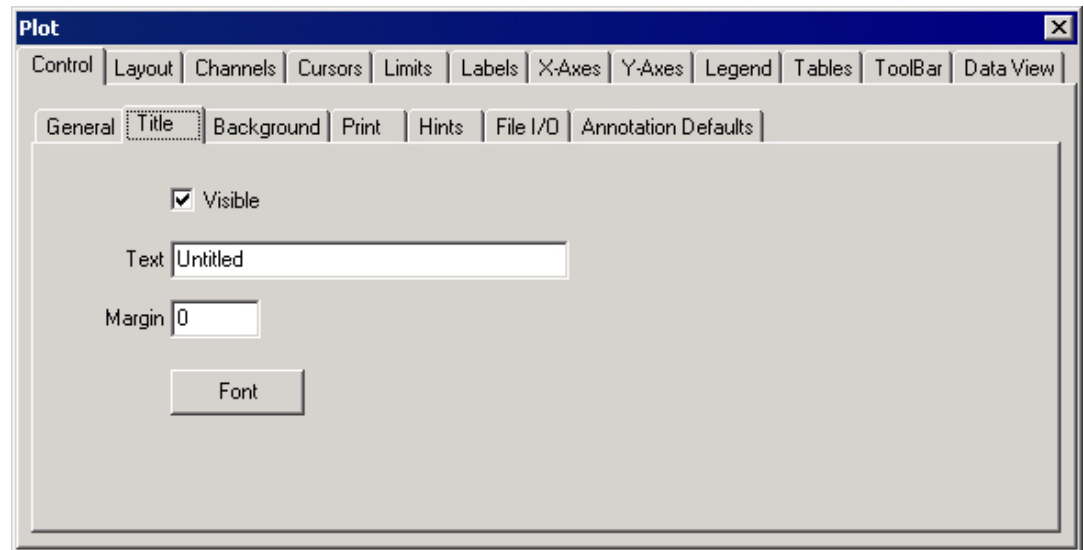 Plot
Control Layout Channels Cursors Limits Labels X-Axes Y-Axes Legend Tables ToolBar Data View
General Title Background Print Hints File I/O Annotation Defaults
Visible
Text Untitled
Margin 0
Font